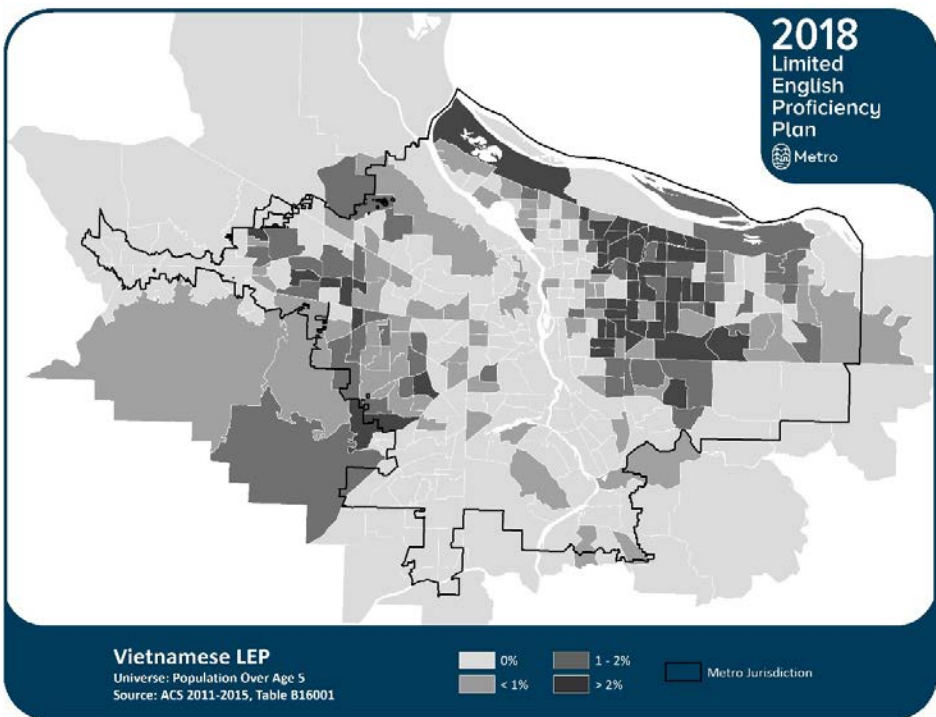 2018
Limited
English
Proficiency
Plan
Metro
Vietnamese LEP
Universe: Population Over Age 5
Source: ACS 2011-2015, Table B16001
0%
< 1%
1 - 2%
> 2%
Metro Jurisdiction